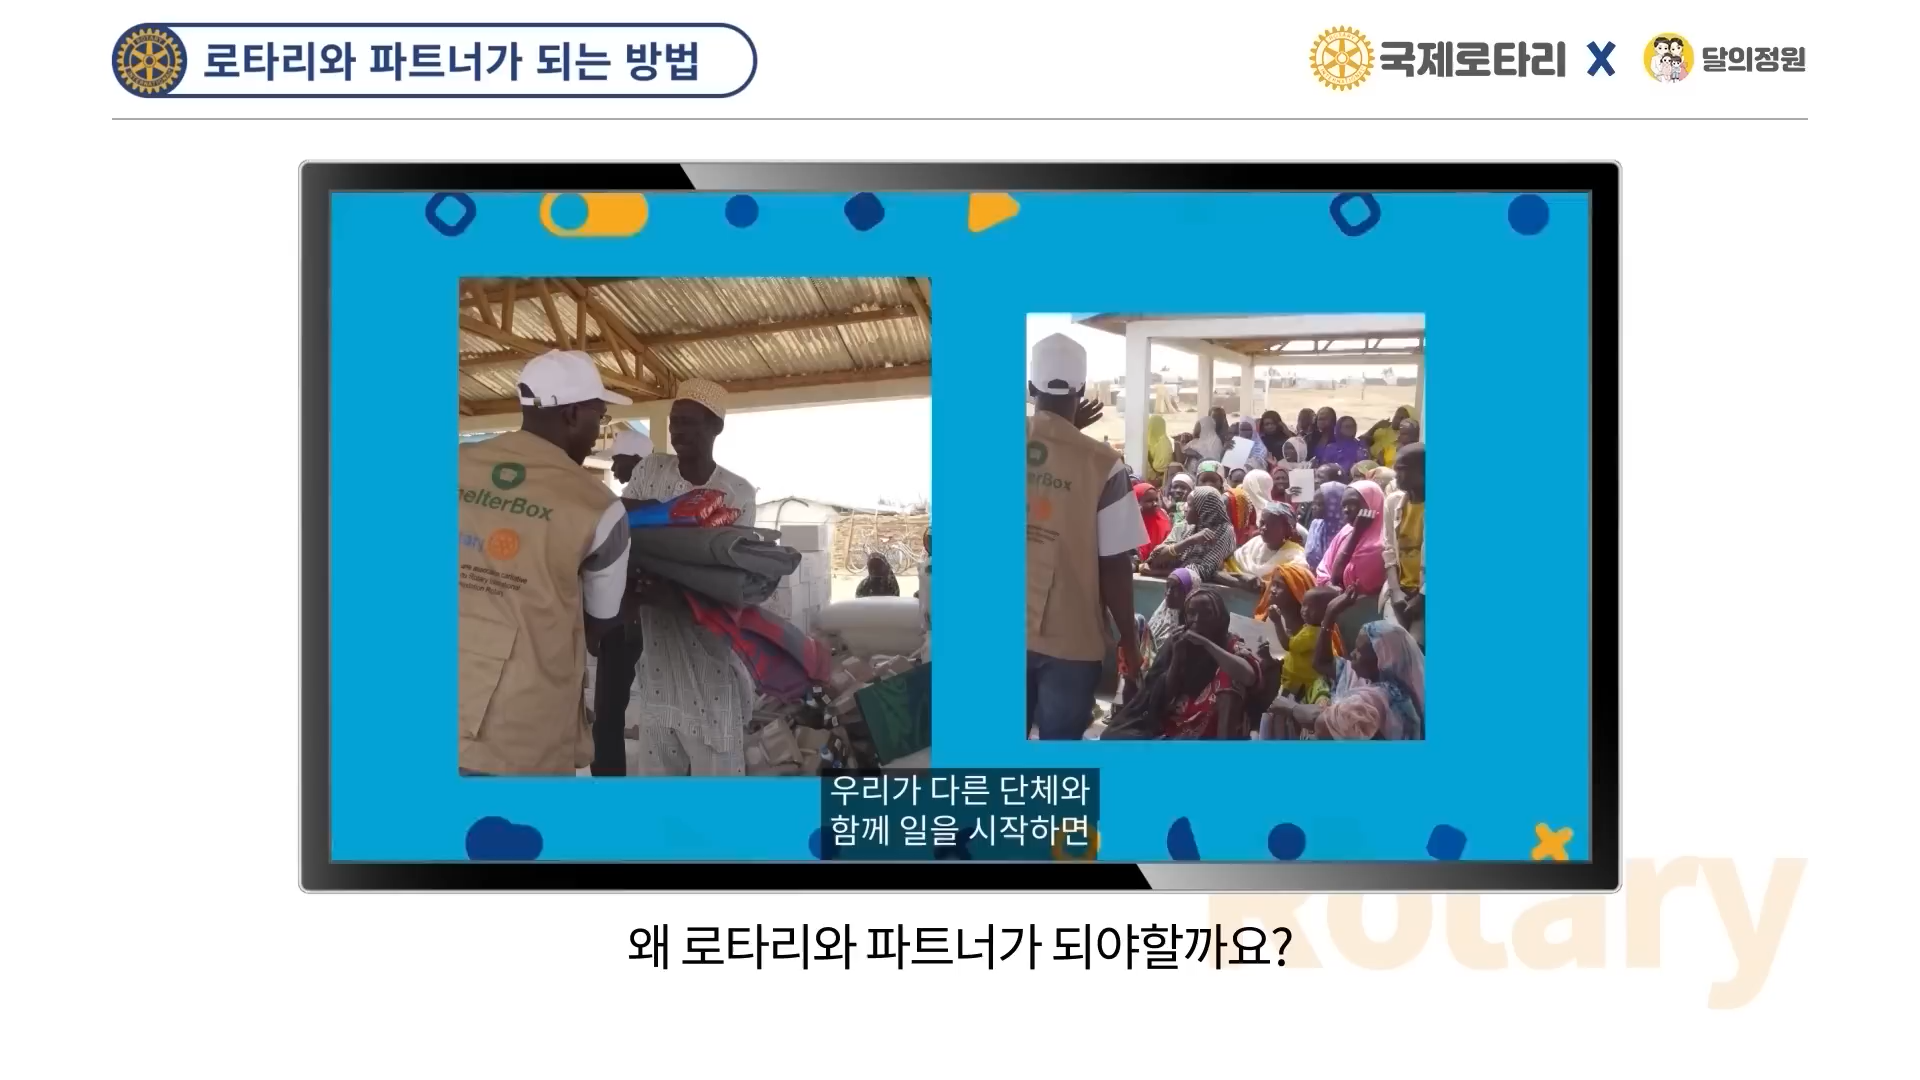 로타리와 파트너가 되는 방법
국제로타리 X 달의정원
elterBox
erBox
우리가 다른 단체와
함께 일을 시작하면
Rotary
왜 로타리와 파트너가 되야할까요?